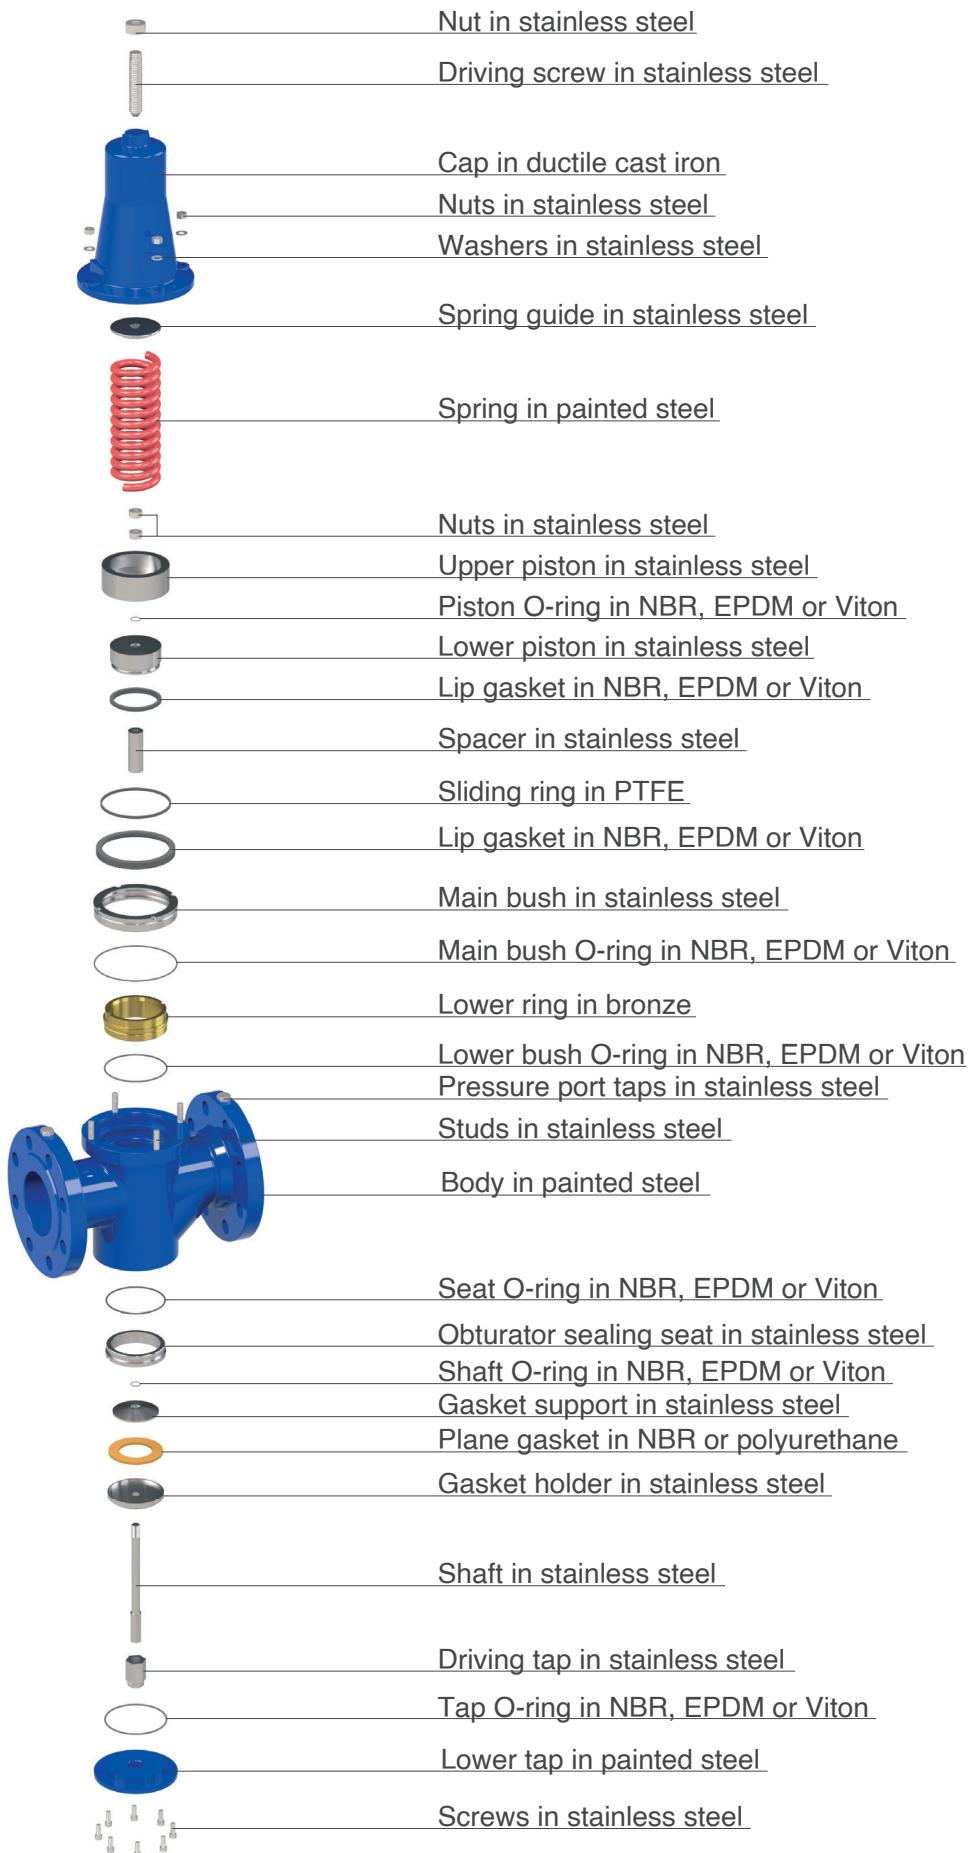 Nut in stainless steel
Driving screw in stainless steel
Cap in ductile cast iron
Nuts in stainless steel
Washers in stainless steel
Spring guide in stainless steel
Spring in painted steel
Nuts in stainless steel
Upper piston in stainless steel
Piston O-ring in NBR, EPDM or Viton
Lower piston in stainless steel
Lip gasket in NBR, EPDM or Viton
Spacer in stainless steel
Sliding ring in PTFE
Lip gasket in NBR, EPDM or Viton
Main bush in stainless steel
Main bush O-ring in NBR, EPDM or Viton
Lower ring in bronze
Lower bush O-ring in NBR, EPDM or Viton
Pressure port taps in stainless steel
Studs in stainless steel
Body in painted steel
Seat O-ring in NBR, EPDM or Viton
Obturator sealing seat in stainless steel
Shaft O-ring in NBR, EPDM or Viton
Gasket support in stainless steel
Plane gasket in NBR or polyurethane
Gasket holder in stainless steel
Shaft in stainless steel
Driving tap in stainless steel
Tap O-ring in NBR, EPDM or Viton
Lower tap in painted steel
Screws in stainless steel